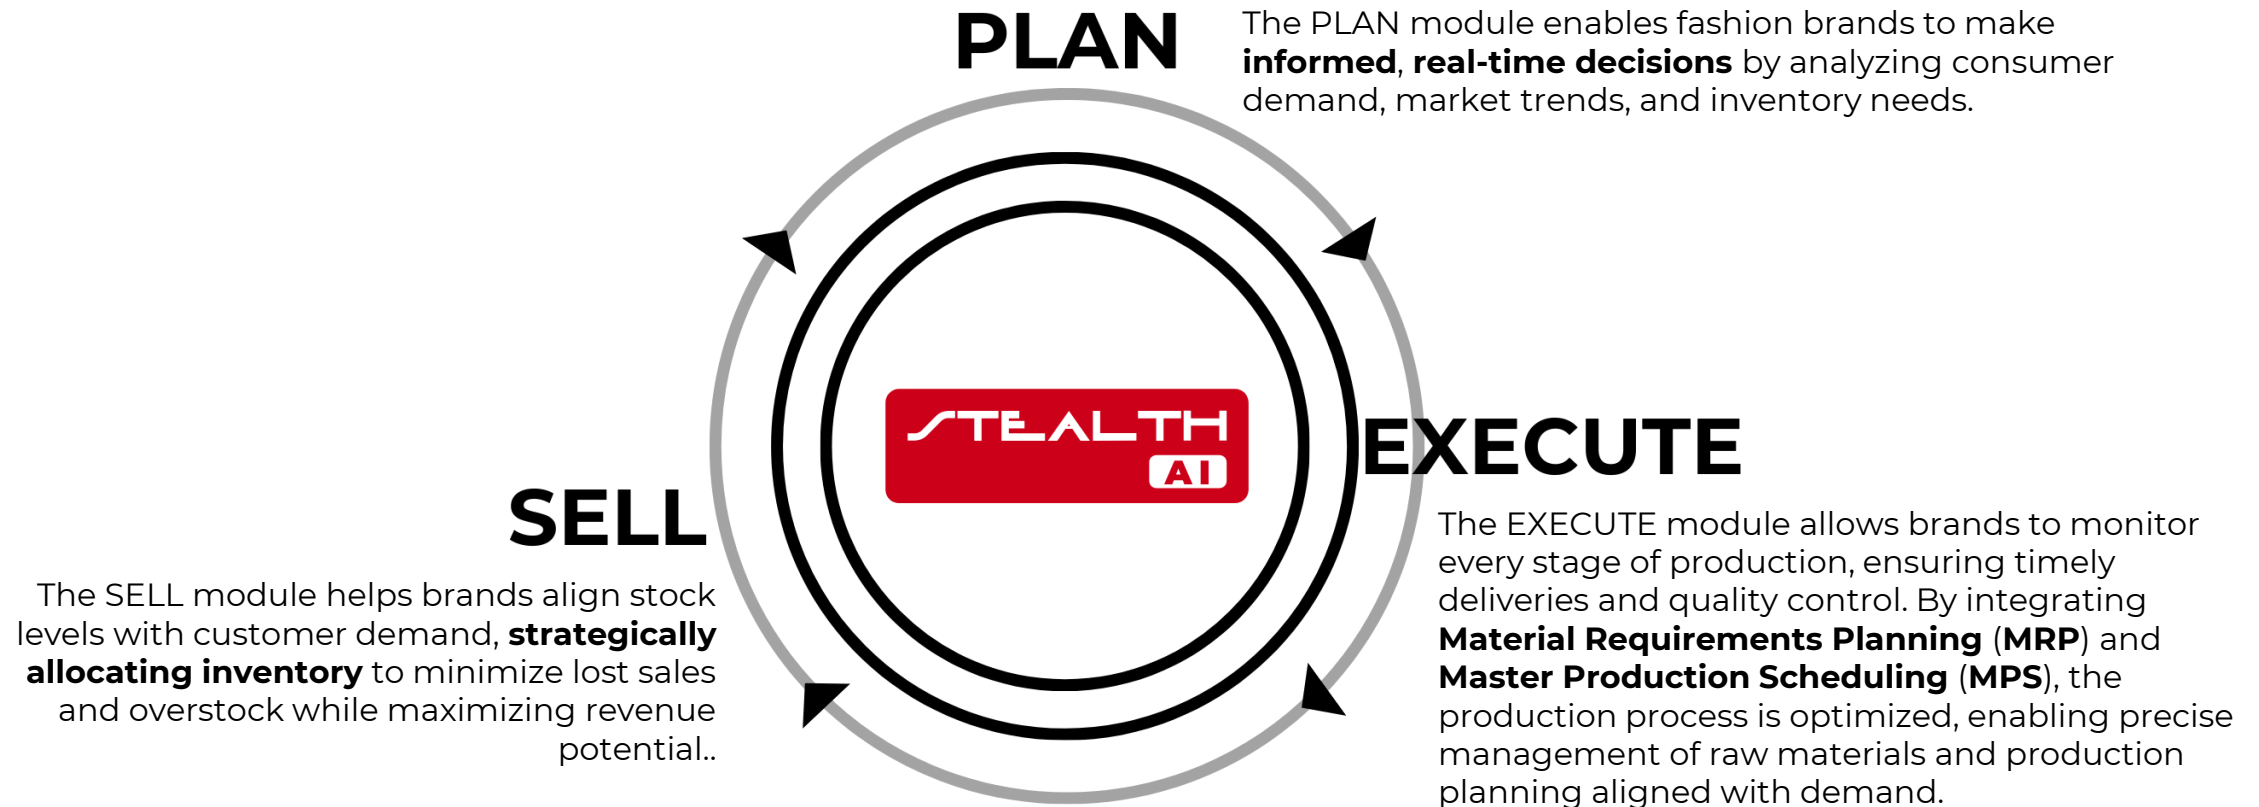 PLAN
The PLAN module enables fashion brands to make
informed, real-time decisions by analyzing consumer
demand, market trends, and inventory needs.
STEALTH
AI
EXECUTE
The EXECUTE module allows brands to monitor
every stage of production, ensuring timely
deliveries and quality control. By integrating
Material Requirements Planning (MRP) and
Master Production Scheduling (MPS), the
production process is optimized, enabling precise
management of raw materials and production
planning aligned with demand.
SELL
The SELL module helps brands align stock
levels with customer demand, strategically
allocating inventory to minimize lost sales
and overstock while maximizing revenue
potential..